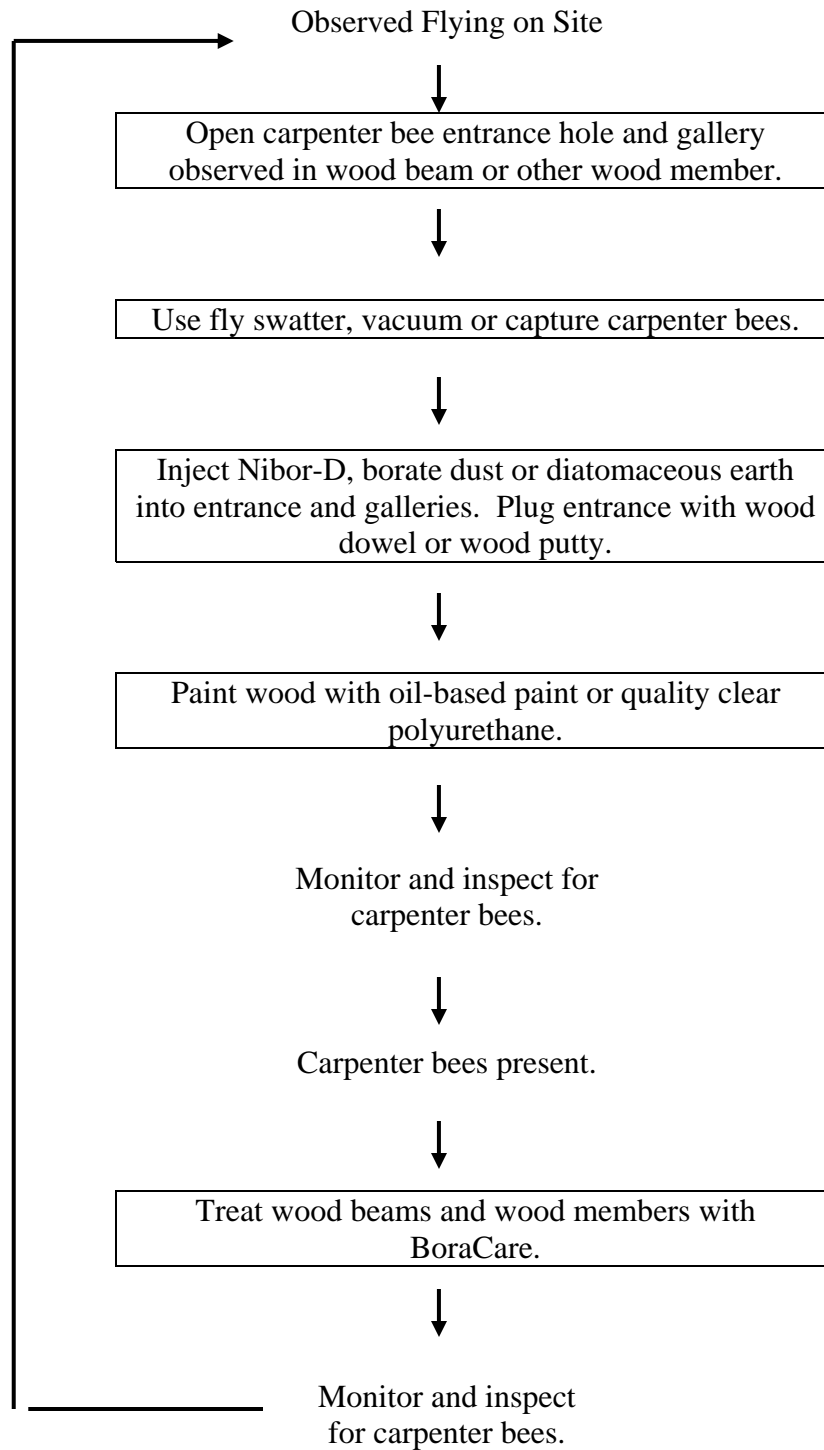 Observed Flying on Site
Open carpenter bee entrance hole and gallery
observed in wood beam or other wood member.
Use fly swatter, vacuum or capture carpenter bees.
Inject Nibor-D, borate dust or diatomaceous earth
into entrance and galleries.  Plug entrance with wood
dowel or wood putty.
Paint wood with oil-based paint or quality clear
polyurethane.
Monitor and inspect for
carpenter bees.
Carpenter bees present.
Treat wood beams and wood members with
BoraCare.
Monitor and inspect
for carpenter bees.